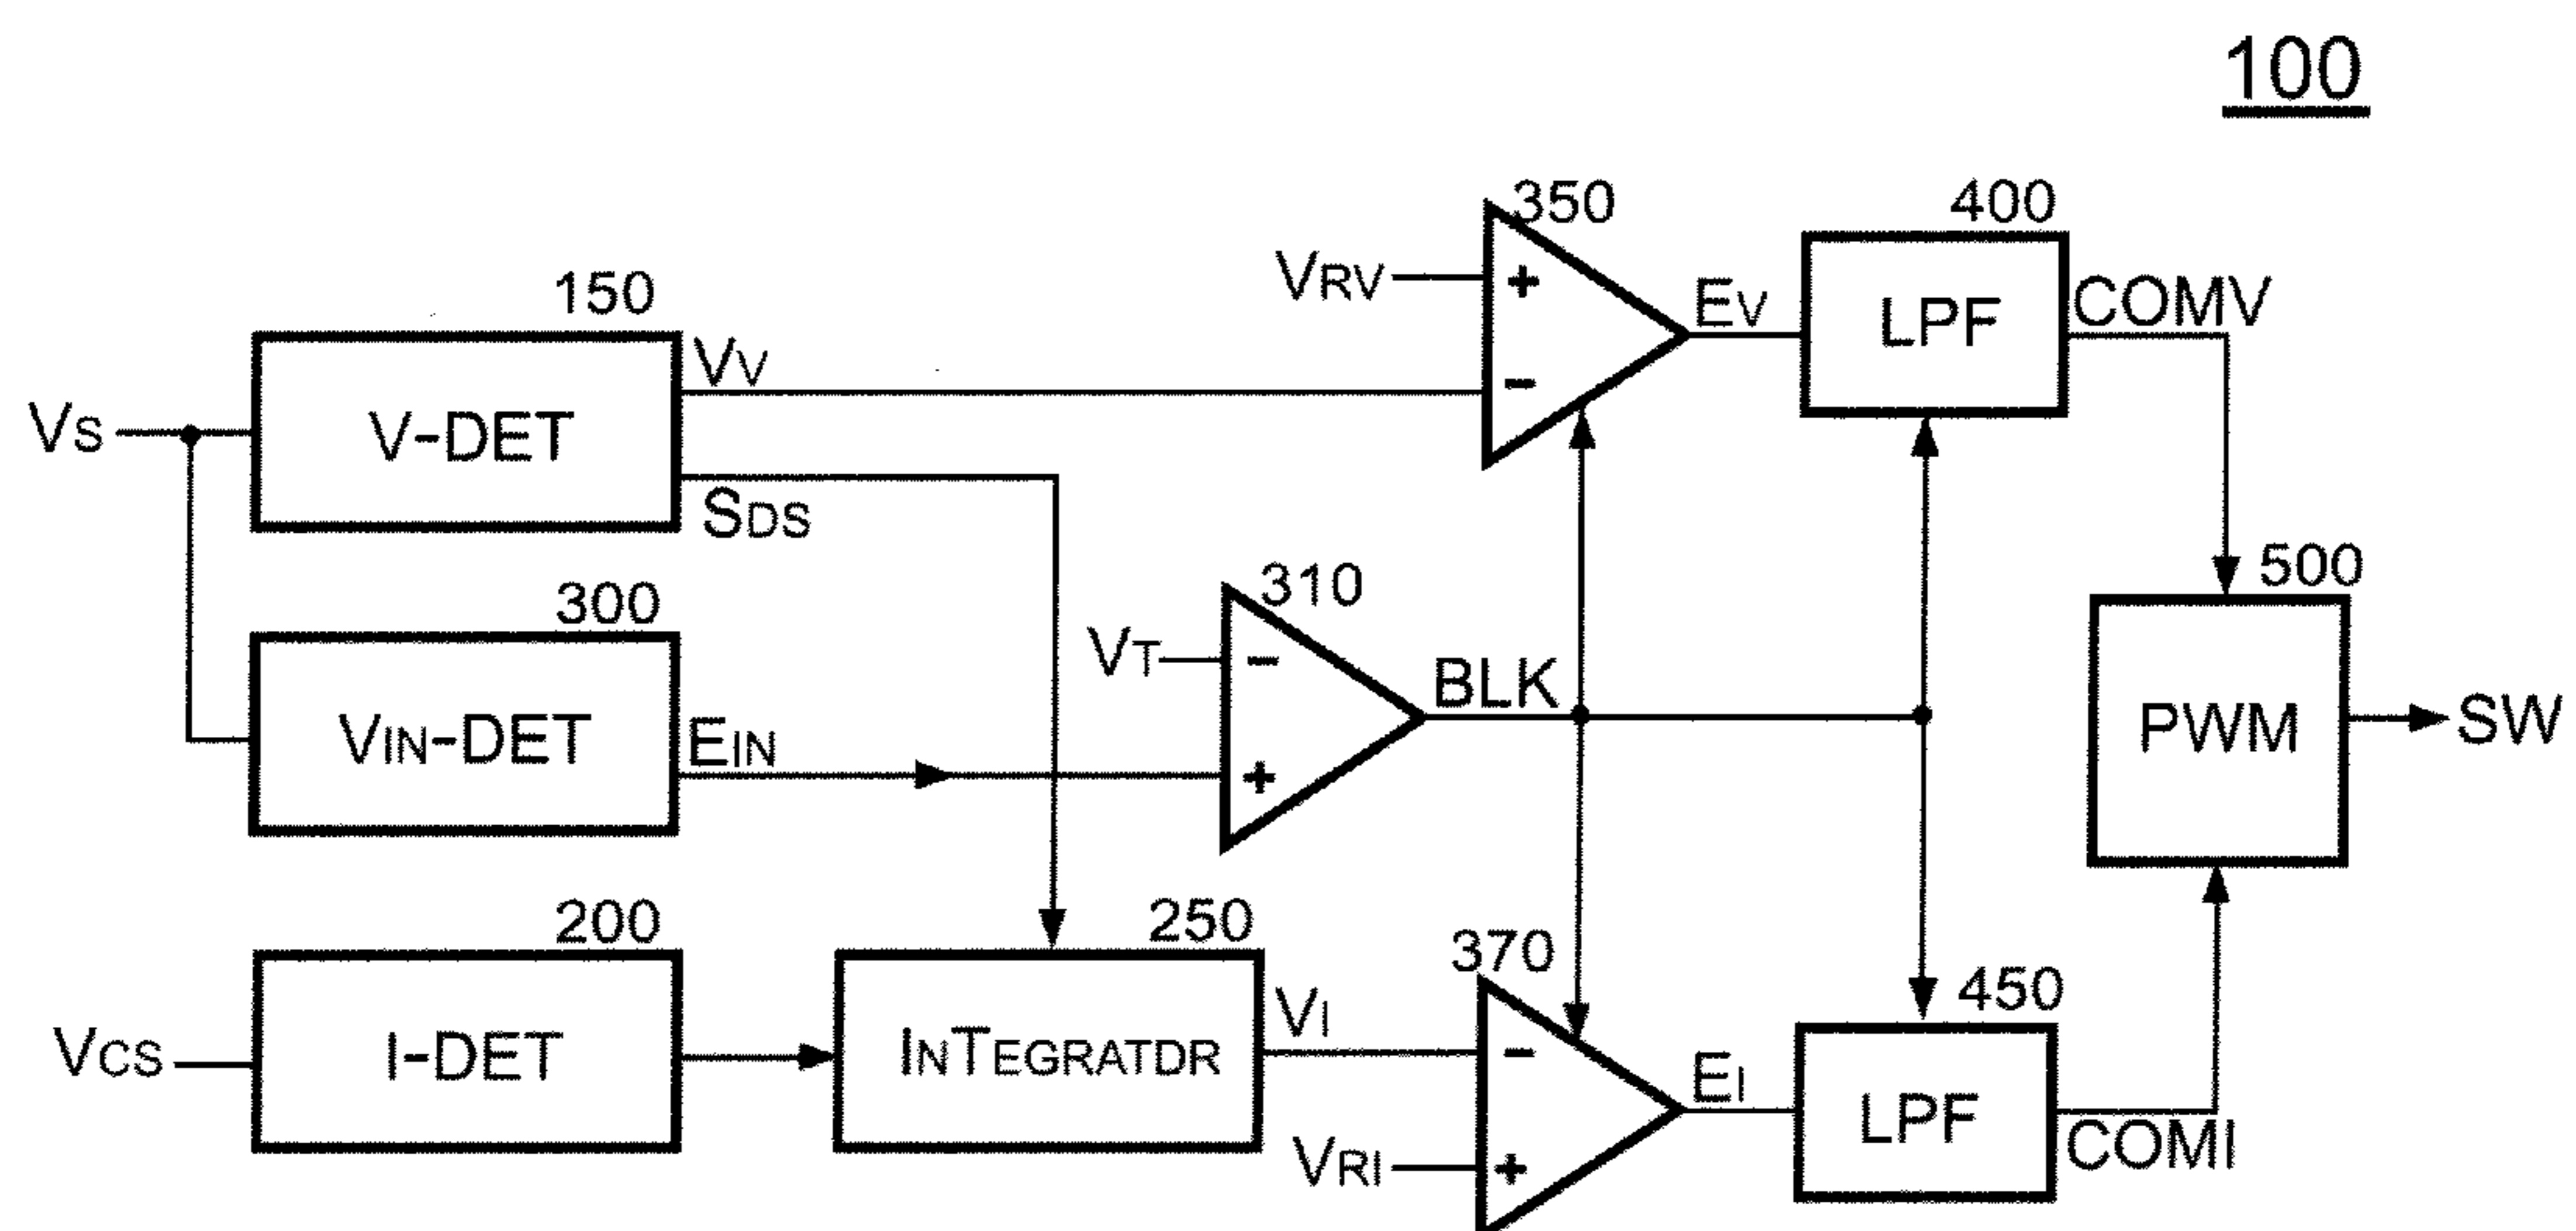 100
350
400
VRV
+
EV
LPF
COMV
150
VV
-
VS
V-DET
SDS
310
500
300
VT
-
BLK
VIN-DET
EIN
+
PWM
SW
200
250
370
450
VCS
I-DET
INTEGRATDR
VI
-
EI
LPF
COMI
VRI
+